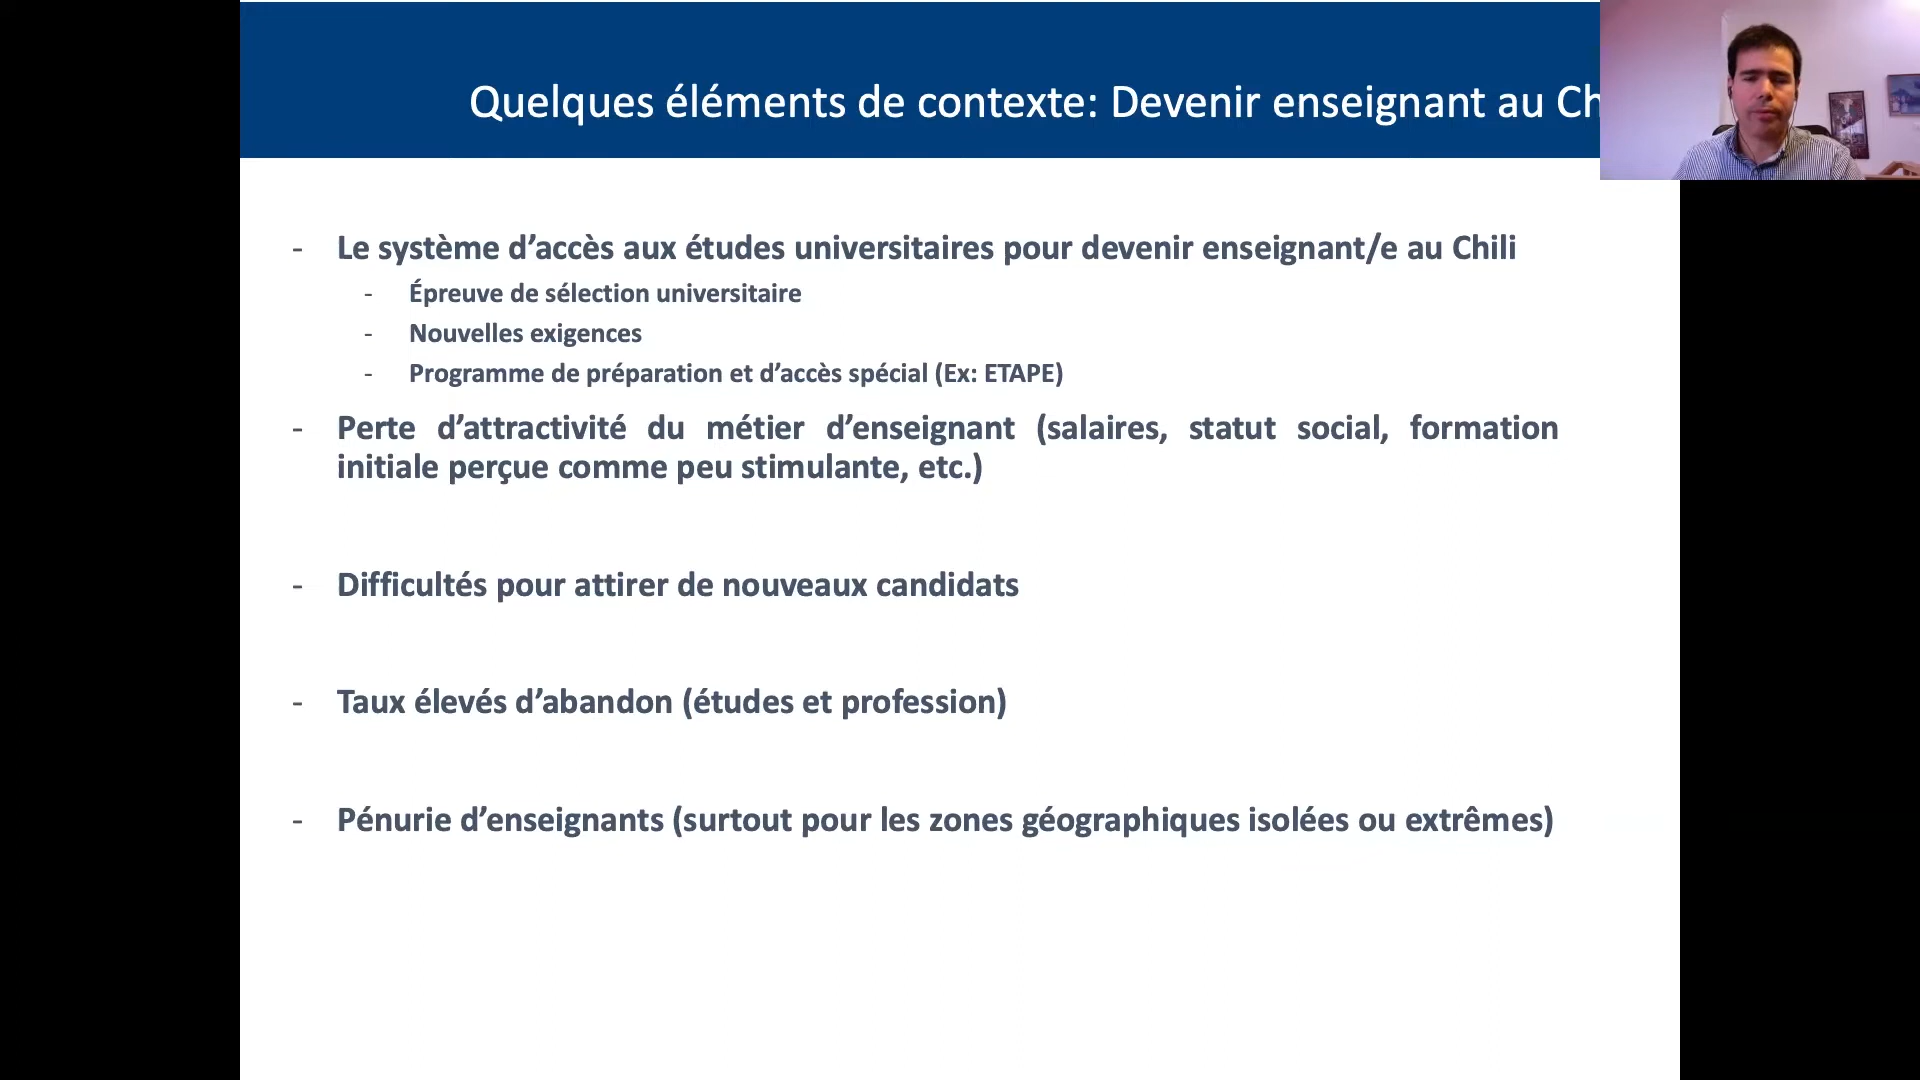 Quelques éléments de contexte: Devenir enseignant au
- Le système d’accès aux études universitaires pour devenir enseignant/e au Chili
- Épreuve de sélection universitaire
- Nouvelles exigences
- Programme de préparation et d’accès spécial (Ex: ETAPE)
- Perte d’attractivité du métier d’enseignant (salaires, statut social, formation
initiale perçue comme peu stimulante, etc.)
- Difficultés pour attirer de nouveaux candidats
- Taux élevés d’abandon (études et profession)
- Pénurie d’enseignants (surtout pour les zones géographiques isolées ou extrêmes)